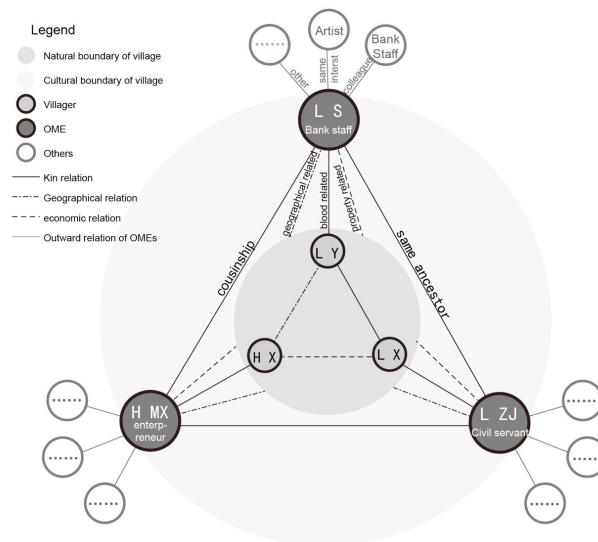 Legend
Natural boundary of village
Cultural boundary of village
Villager
OME
Others
Kin relation
Geographical relation
economic relation
Outward relation of OMEs
......
Artist
Bank
Staff
other
same
interst
colleague
L S
Bank staff
geographical related
blood related
property related
cousinship
same ancestor
L Y
H X
L X
H MX
enterp-
reneur
L ZJ
Civil servant
......
......
......
......
......
......